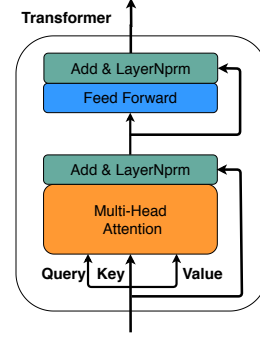 Transformer
Add & LayerNprm
Feed Forward
Add & LayerNprm
Multi-Head
Attention
Query Key Value